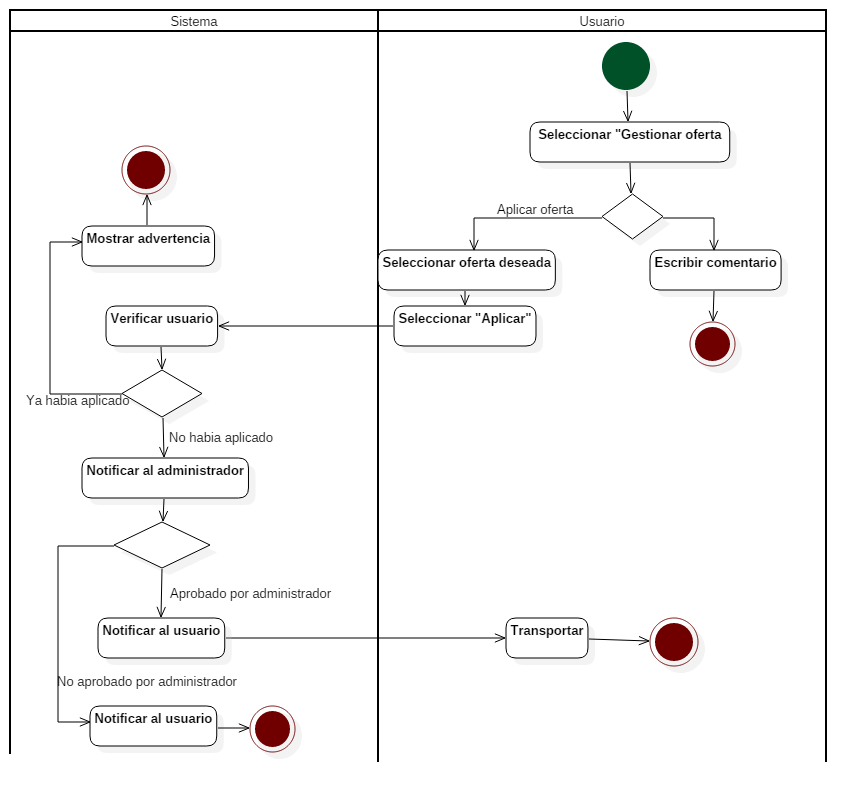 Sistema
Usuario
Seleccionar "Gestionar oferta
Aplicar oferta
Mostrar advertencia
Seleccionar oferta deseada
Escribir comentario
Verificar usuario
Seleccionar "Aplicar"
Ya habia aplicado
No habia aplicado
Notificar al administrador
Aprobado por administrador
Notificar al usuario
Transportar
No aprobado por administrador
Notificar al usuario